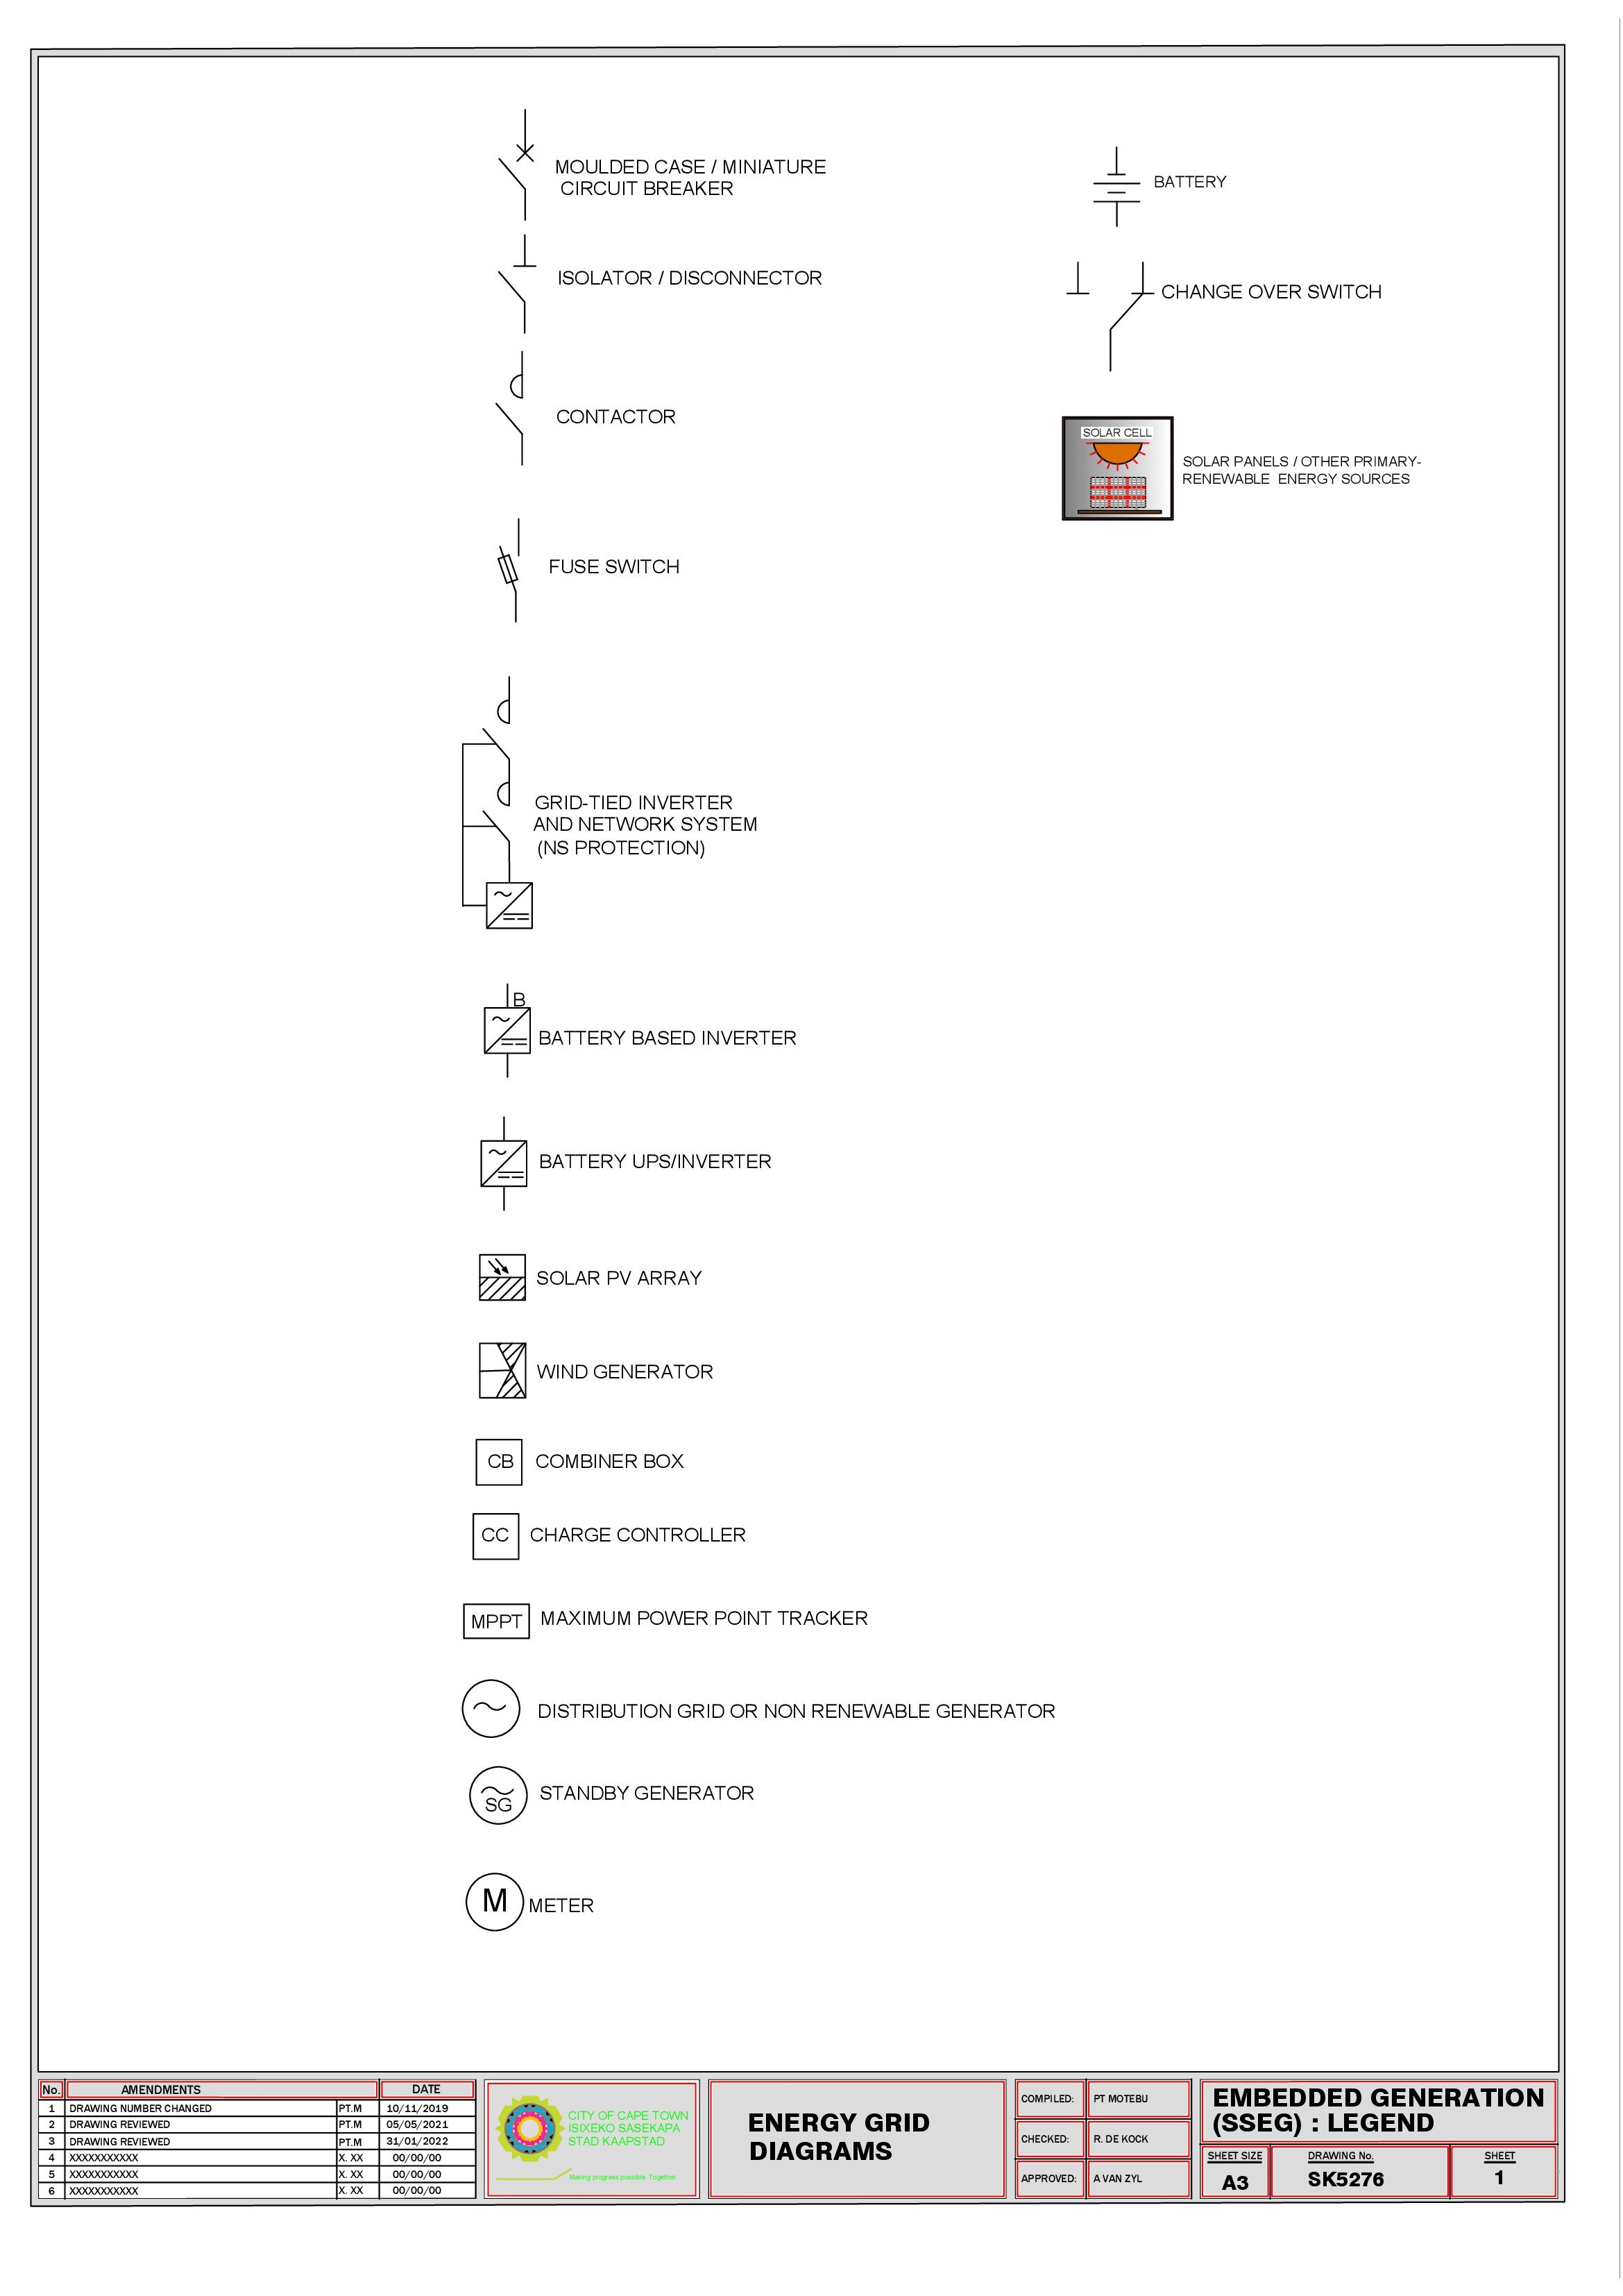 MOULDED CASE / MINIATURE
CIRCUIT BREAKER
ISOLATOR / DISCONNECTOR
CONTACTOR
FUSE SWITCH
GRID-TIED INVERTER
AND NETWORK SYSTEM
(NS PROTECTION)
B
BATTERY BASED INVERTER
BATTERY UPS/INVERTER
SOLAR PV ARRAY
WIND GENERATOR
CB COMBINER BOX
CC CHARGE CONTROLLER
MPPT MAXIMUM POWER POINT TRACKER
DISTRIBUTION GRID OR NON RENEWABLE GENERATOR
SG STANDBY GENERATOR
M METER
BATTERY
CHANGE OVER SWITCH
SOLAR CELL
SOLAR PANELS / OTHER PRIMARY-
RENEWABLE ENERGY SOURCES
No. AMENDMENTS DATE
1 DRAWING NUMBER CHANGED PT.M 10/11/2019
2 DRAWING REVIEWED PT.M 05/05/2021
3 DRAWING REVIEWED PT.M 31/01/2022
4 XXXXXXXXXXX X. XX 00/00/00
5 XXXXXXXXXXX X. XX 00/00/00
6 XXXXXXXXXXX X. XX 00/00/00
CITY OF CAPE TOWN
ISIXEKO SASEKAPA
STAD KAAPSTAD
Making progress possible. Together.
ENERGY GRID
DIAGRAMS
COMPILED: PT MOTEBU
CHECKED: R. DE KOCK
APPROVED: A VAN ZYL
EMBEDDED GENERATION
(SSEG) : LEGEND
SHEET SIZE
A3
DRAWING No.
SK5276
SHEET
1